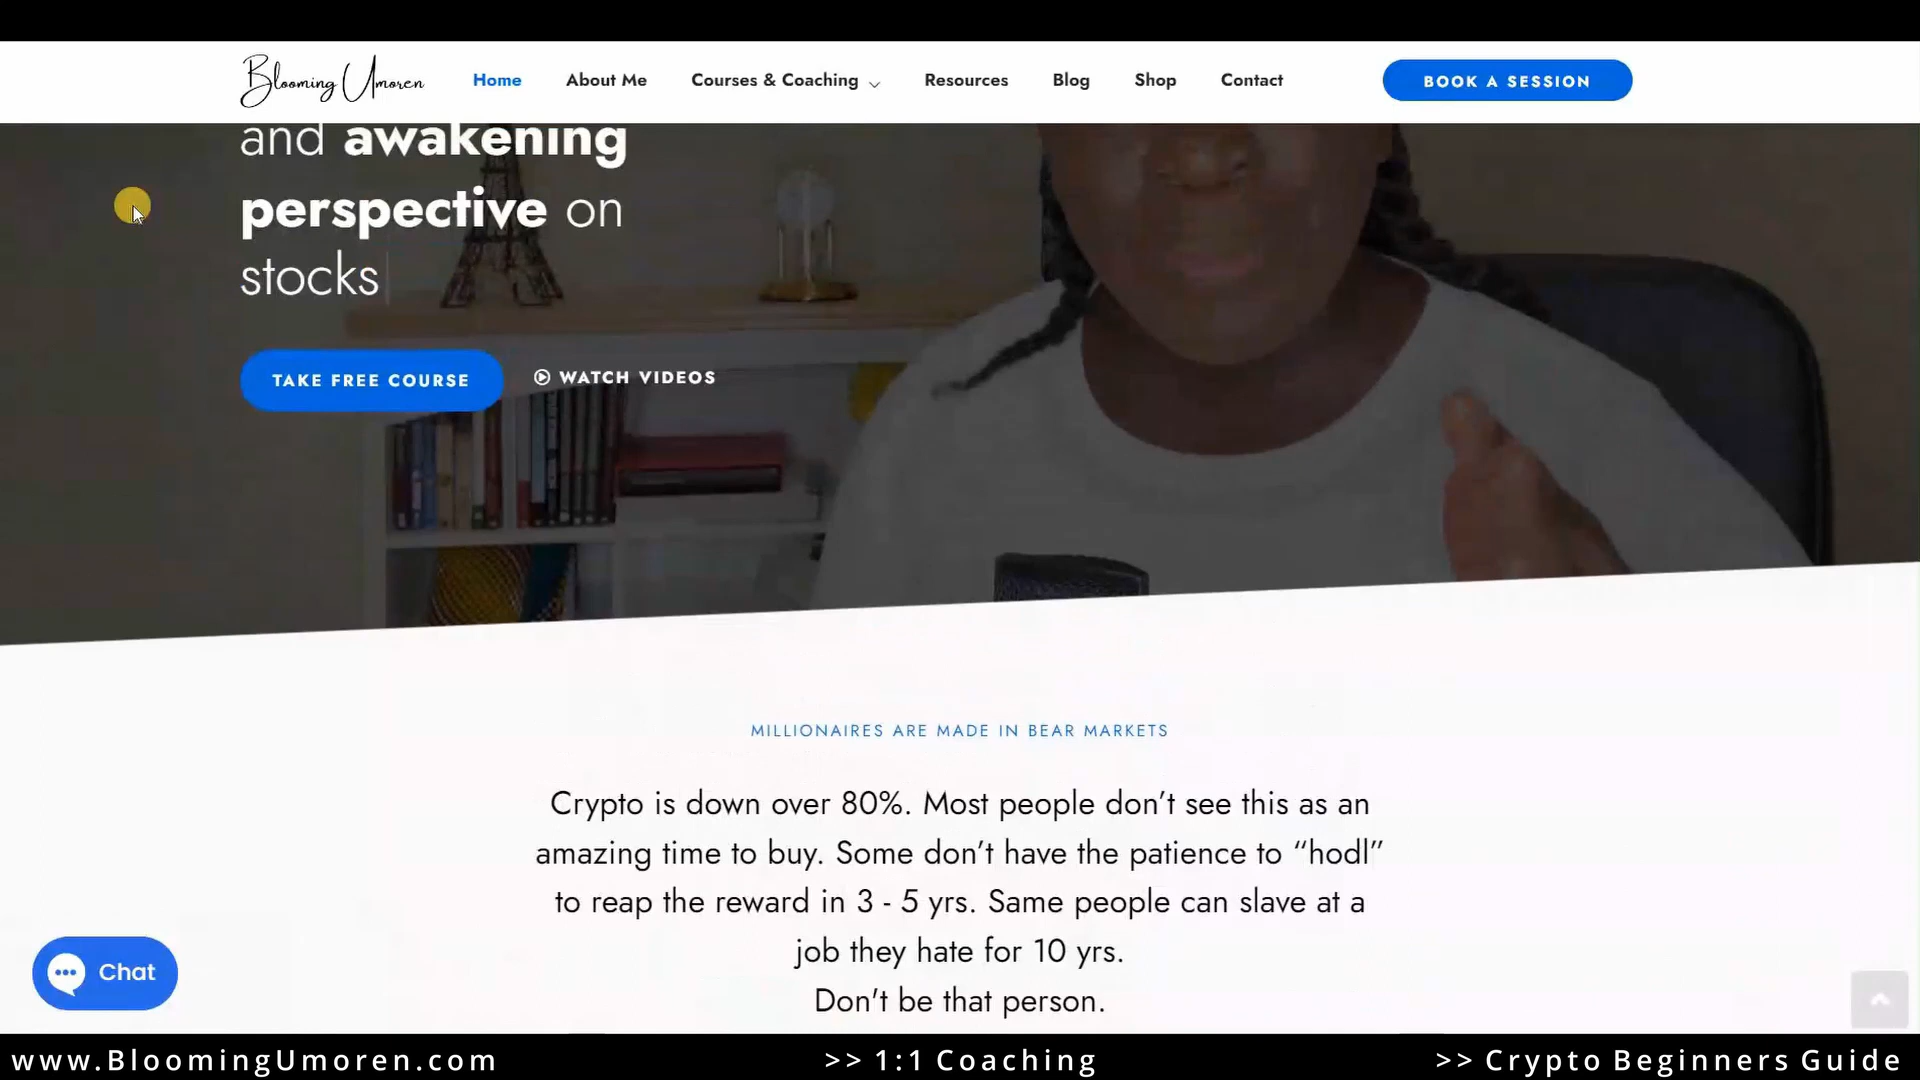 Blooming Umoren
Home
About Me
Courses & Coaching
Resources
Blog
Shop
Contact
BOOK A SESSION
and awakening
perspective on
stocks
TAKE FREE COURSE
WATCH VIDEOS
MILLIONAIRES ARE MADE IN BEAR MARKETS
Crypto is down over 80%. Most people don’t see this as an
amazing time to buy. Some don’t have the patience to “hodl”
to reap the reward in 3 - 5 yrs. Same people can slave at a
job they hate for 10 yrs.
Don't be that person.
Chat
www.BloomingUmoren.com
>> 1:1 Coaching
>> Crypto Beginners Guide